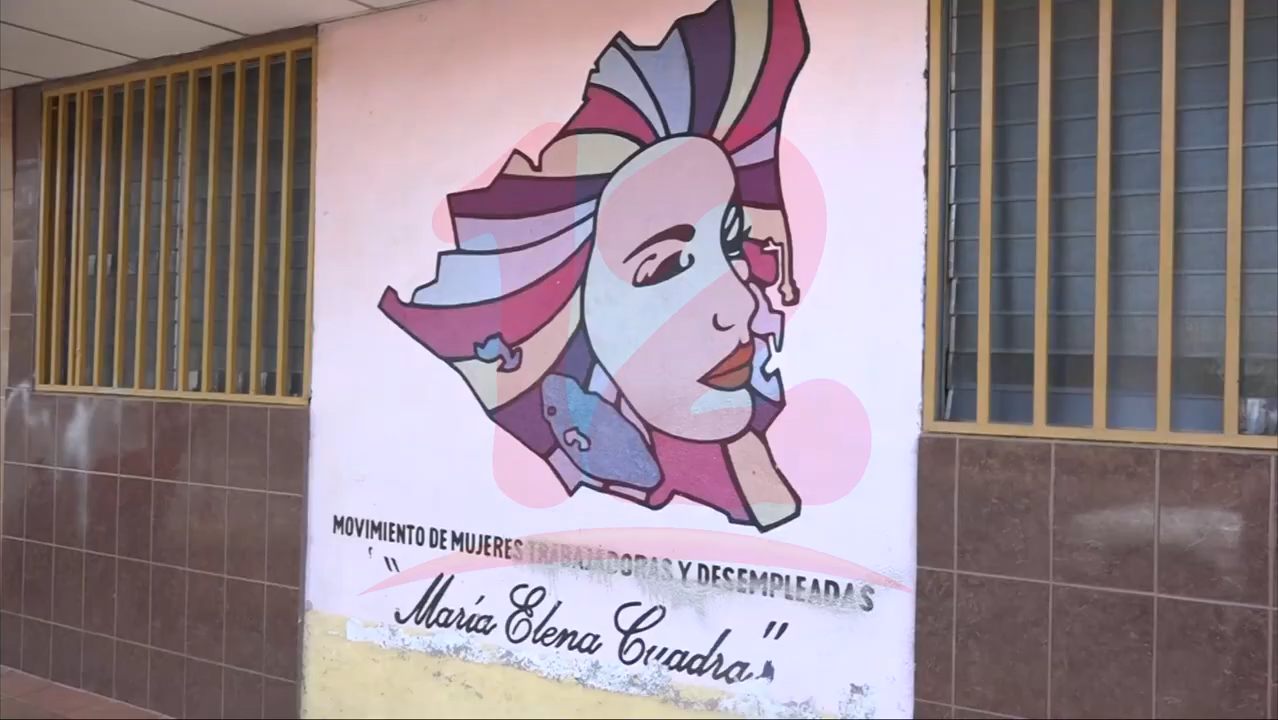 MOVIMIENTO DE MUJERES TRABAJADORAS Y DESEMPLEADAS
"María Elena Cuadra"